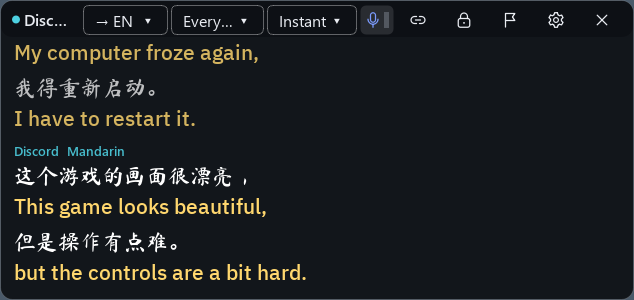 Disc... → EN Every... Instant
My computer froze again,
我得重新启动。
I have to restart it.
Discord Mandarin
这个游戏的画面很漂亮，
This game looks beautiful,
但是操作有点难。
but the controls are a bit hard.